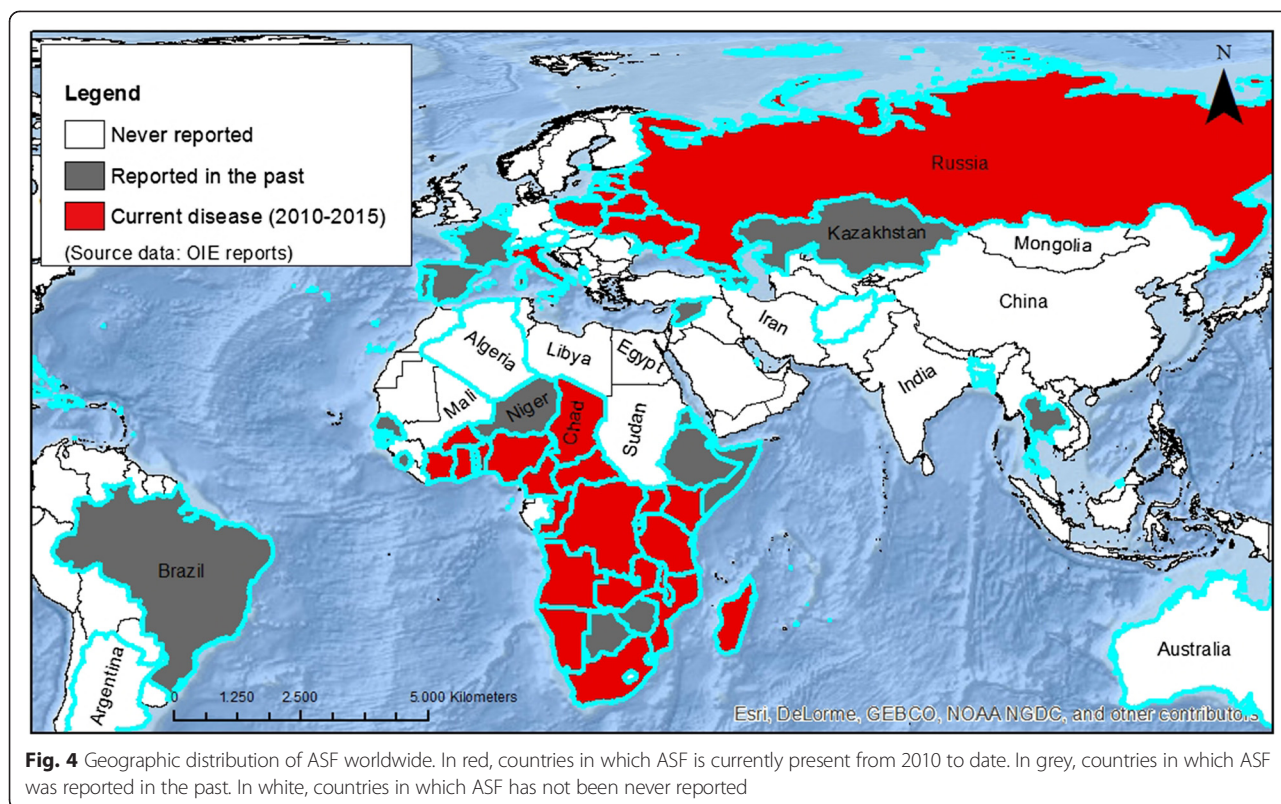 Legend
Never reported
Reported in the past
Current disease (2010-2015)
(Source data: OIE reports)
N
Russia
Kazakhstan
Mongolia
China
Iran
Algeria
Libya
Egypt
India
Mali
Niger
Chad
Sudan
Brazil
Australia
Argentina
0 1.250 2.500 5.000 Kilometers
Esri, DeLorme, GEBCO, NOAA NGDC, and other contributors
Fig. 4 Geographic distribution of ASF worldwide. In red, countries in which ASF is currently present from 2010 to date. In grey, countries in which ASF
was reported in the past. In white, countries in which ASF has not been never reported